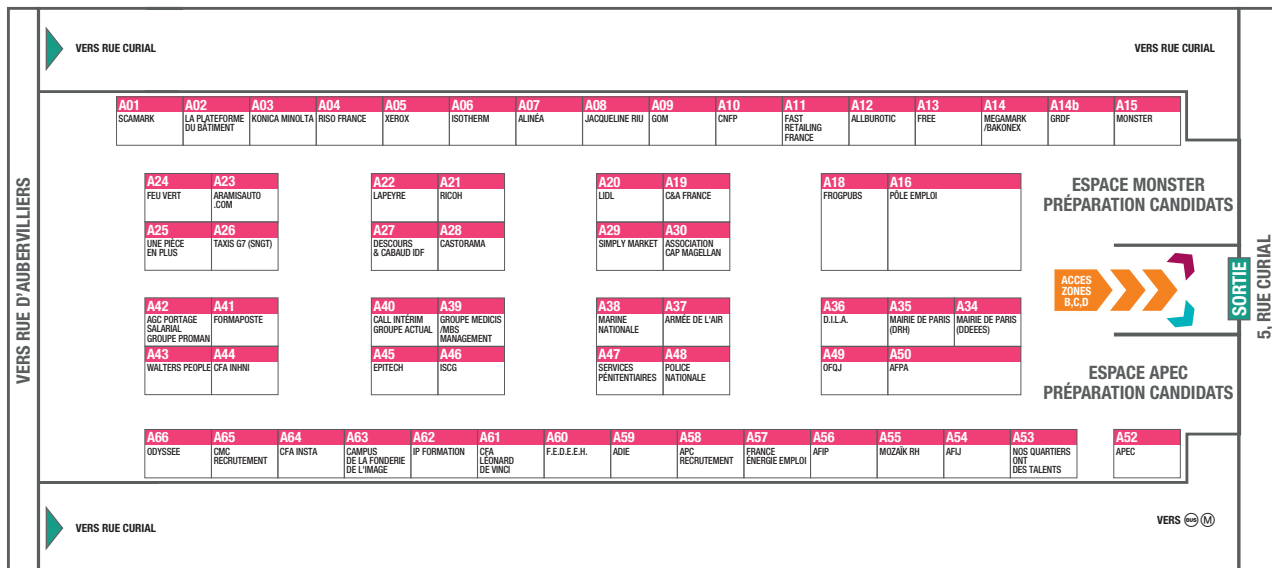 VERS RUE CURIAL
VERS RUE CURIAL
VERS RUE D'AUBERVILLIERS
A01
SCAMARK
A02
LA PLATEFORME
DU BÂTIMENT
A03
KONICA MINOLTA
A04
RISO FRANCE
A05
XEROX
A06
ISOTHERM
A07
ALINÉA
A08
JACQUELINE RIU
A09
GOM
A10
CNFP
A11
FAST
RETAILING
FRANCE
A12
ALLBUROTIC
A13
FREE
A14
MEGAMARK
/BAKONEX
A14b
GRDF
A15
MONSTER
A24
FEU VERT
A23
ARAMISAUTO
.COM
A22
LAPEYRE
A21
RICOH
A20
LIDL
A19
C&A FRANCE
A18
FROGPUBS
A16
PÔLE EMPLOI
ESPACE MONSTER
PRÉPARATION CANDIDATS
A25
UNE PIÈCE
EN PLUS
A26
TAXIS G7 (SNGT)
A27
DESCOURS
& CABAUD IDF
A28
CASTORAMA
A29
SIMPLY MARKET
A30
ASSOCIATION
CAP MAGELLAN
ACCES
ZONES
B,C,D
SORTIE
5, RUE CURIAL
A42
AGC PORTAGE
SALARIAL
GROUPE PROMAN
A41
FORMAPOSTE
A40
CALL INTÉRIM
GROUPE ACTUAL
A39
GROUPE MEDICIS
/MBS
MANAGEMENT
A38
MARINE
NATIONALE
A37
ARMÉE DE L'AIR
A36
D.I.L.A.
A35
MAIRIE DE PARIS
(DRH)
A34
MAIRIE DE PARIS
(DDEEES)
A43
WALTERS PEOPLE
A44
CFA INHNI
A45
EPITECH
A46
ISCG
A47
SERVICES
PÉNITENTIAIRES
A48
POLICE
NATIONALE
A49
OFQJ
A50
AFPA
ESPACE APEC
PRÉPARATION CANDIDATS
A66
ODYSSEE
A65
CMC
RECRUTEMENT
A64
CFA INSTA
A63
CAMPUS
DE LA FONDERIE
DE L'IMAGE
A62
IP FORMATION
A61
CFA
LÉONARD
DE VINCI
A60
F.E.D.E.E.H.
A59
ADIE
A58
APC
RECRUTEMENT
A57
FRANCE
ÉNERGIE EMPLOI
A56
AFIP
A55
MOZAÏK RH
A54
AFIJ
A53
NOS QUARTIERS
ONT
DES TALENTS
A52
APEC
VERS RUE CURIAL
VERS BUS M